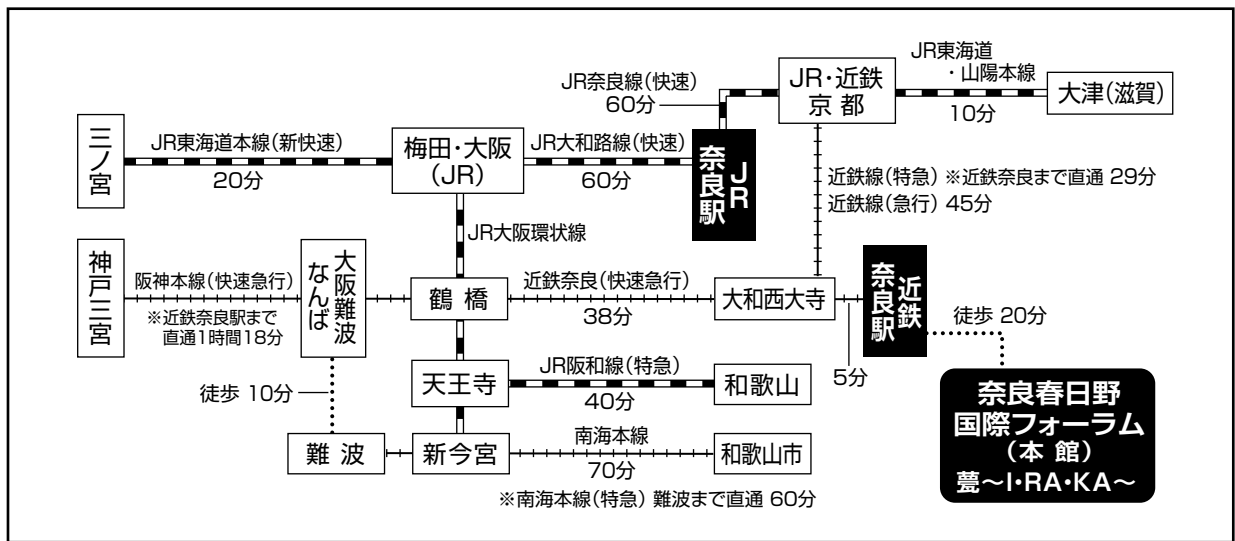 JR東海道
・山陽本線
10分
大津(滋賀)
JR・近鉄
京都
JR奈良線(快速)
60分
三ノ宮
JR東海道本線(新快速)
20分
梅田・大阪
(JR)
JR大和路線(快速)
60分
JR
奈良駅
近鉄線(特急) ※近鉄奈良まで直通 29分
近鉄線(急行) 45分
JR大阪環状線
神戸三宮
阪神本線(快速急行)
※近鉄奈良駅まで
直通1時間18分
大阪難波
なんば
鶴橋
近鉄奈良(快速急行)
38分
大和西大寺
5分
近鉄
奈良駅
徒歩 20分
奈良春日野
国際フォーラム
(本館)
甍～I・RA・KA～
天王寺
JR阪和線(特急)
40分
和歌山
徒歩 10分
難波
新今宮
南海本線
70分
和歌山市
※南海本線(特急) 難波まで直通 60分